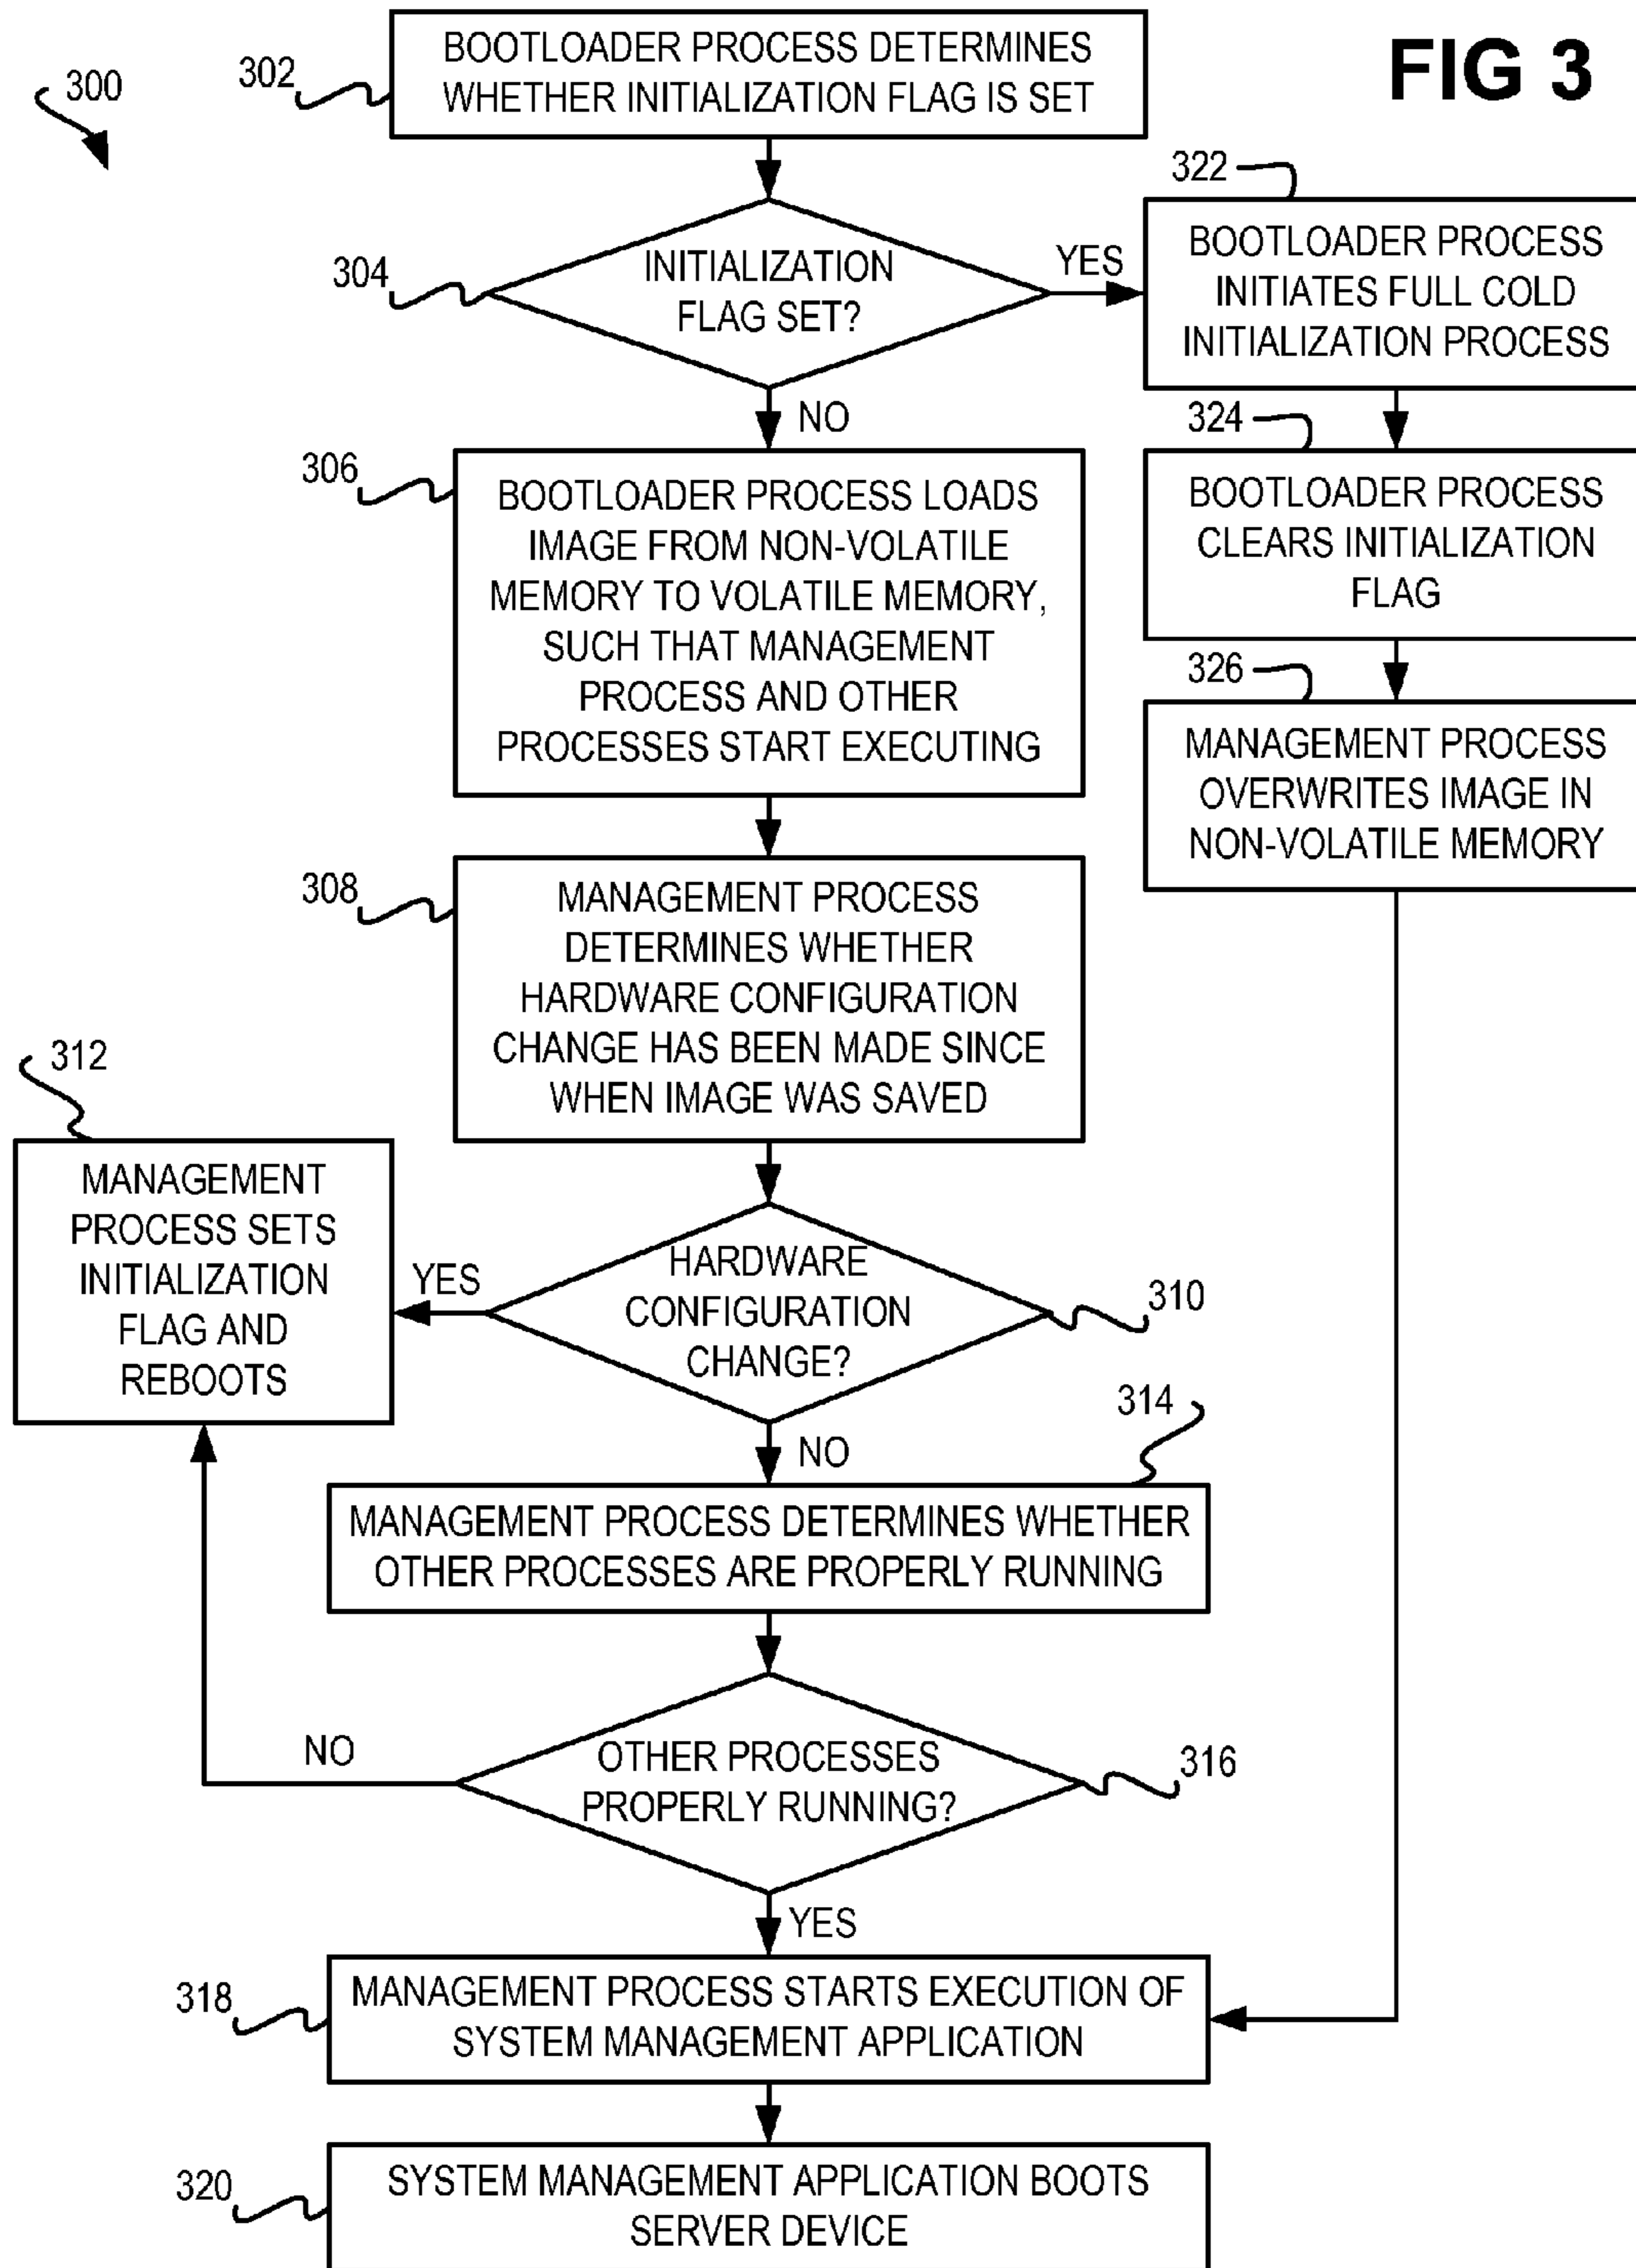 FIG 3
300
302
BOOTLOADER PROCESS DETERMINES
WHETHER INITIALIZATION FLAG IS SET
304
INITIALIZATION
FLAG SET?
YES
NO
322
BOOTLOADER PROCESS
INITIATES FULL COLD
INITIALIZATION PROCESS
324
BOOTLOADER PROCESS
CLEARS INITIALIZATION
FLAG
326
MANAGEMENT PROCESS
OVERWRITES IMAGE IN
NON-VOLATILE MEMORY
306
BOOTLOADER PROCESS LOADS
IMAGE FROM NON-VOLATILE
MEMORY TO VOLATILE MEMORY,
SUCH THAT MANAGEMENT
PROCESS AND OTHER
PROCESSES START EXECUTING
308
MANAGEMENT PROCESS
DETERMINES WHETHER
HARDWARE CONFIGURATION
CHANGE HAS BEEN MADE SINCE
WHEN IMAGE WAS SAVED
312
MANAGEMENT
PROCESS SETS
INITIALIZATION
FLAG AND
REBOOTS
YES
HARDWARE
CONFIGURATION
CHANGE?
310
NO
314
MANAGEMENT PROCESS DETERMINES WHETHER
OTHER PROCESSES ARE PROPERLY RUNNING
NO
OTHER PROCESSES
PROPERLY RUNNING?
316
YES
318
MANAGEMENT PROCESS STARTS EXECUTION OF
SYSTEM MANAGEMENT APPLICATION
320
SYSTEM MANAGEMENT APPLICATION BOOTS
SERVER DEVICE